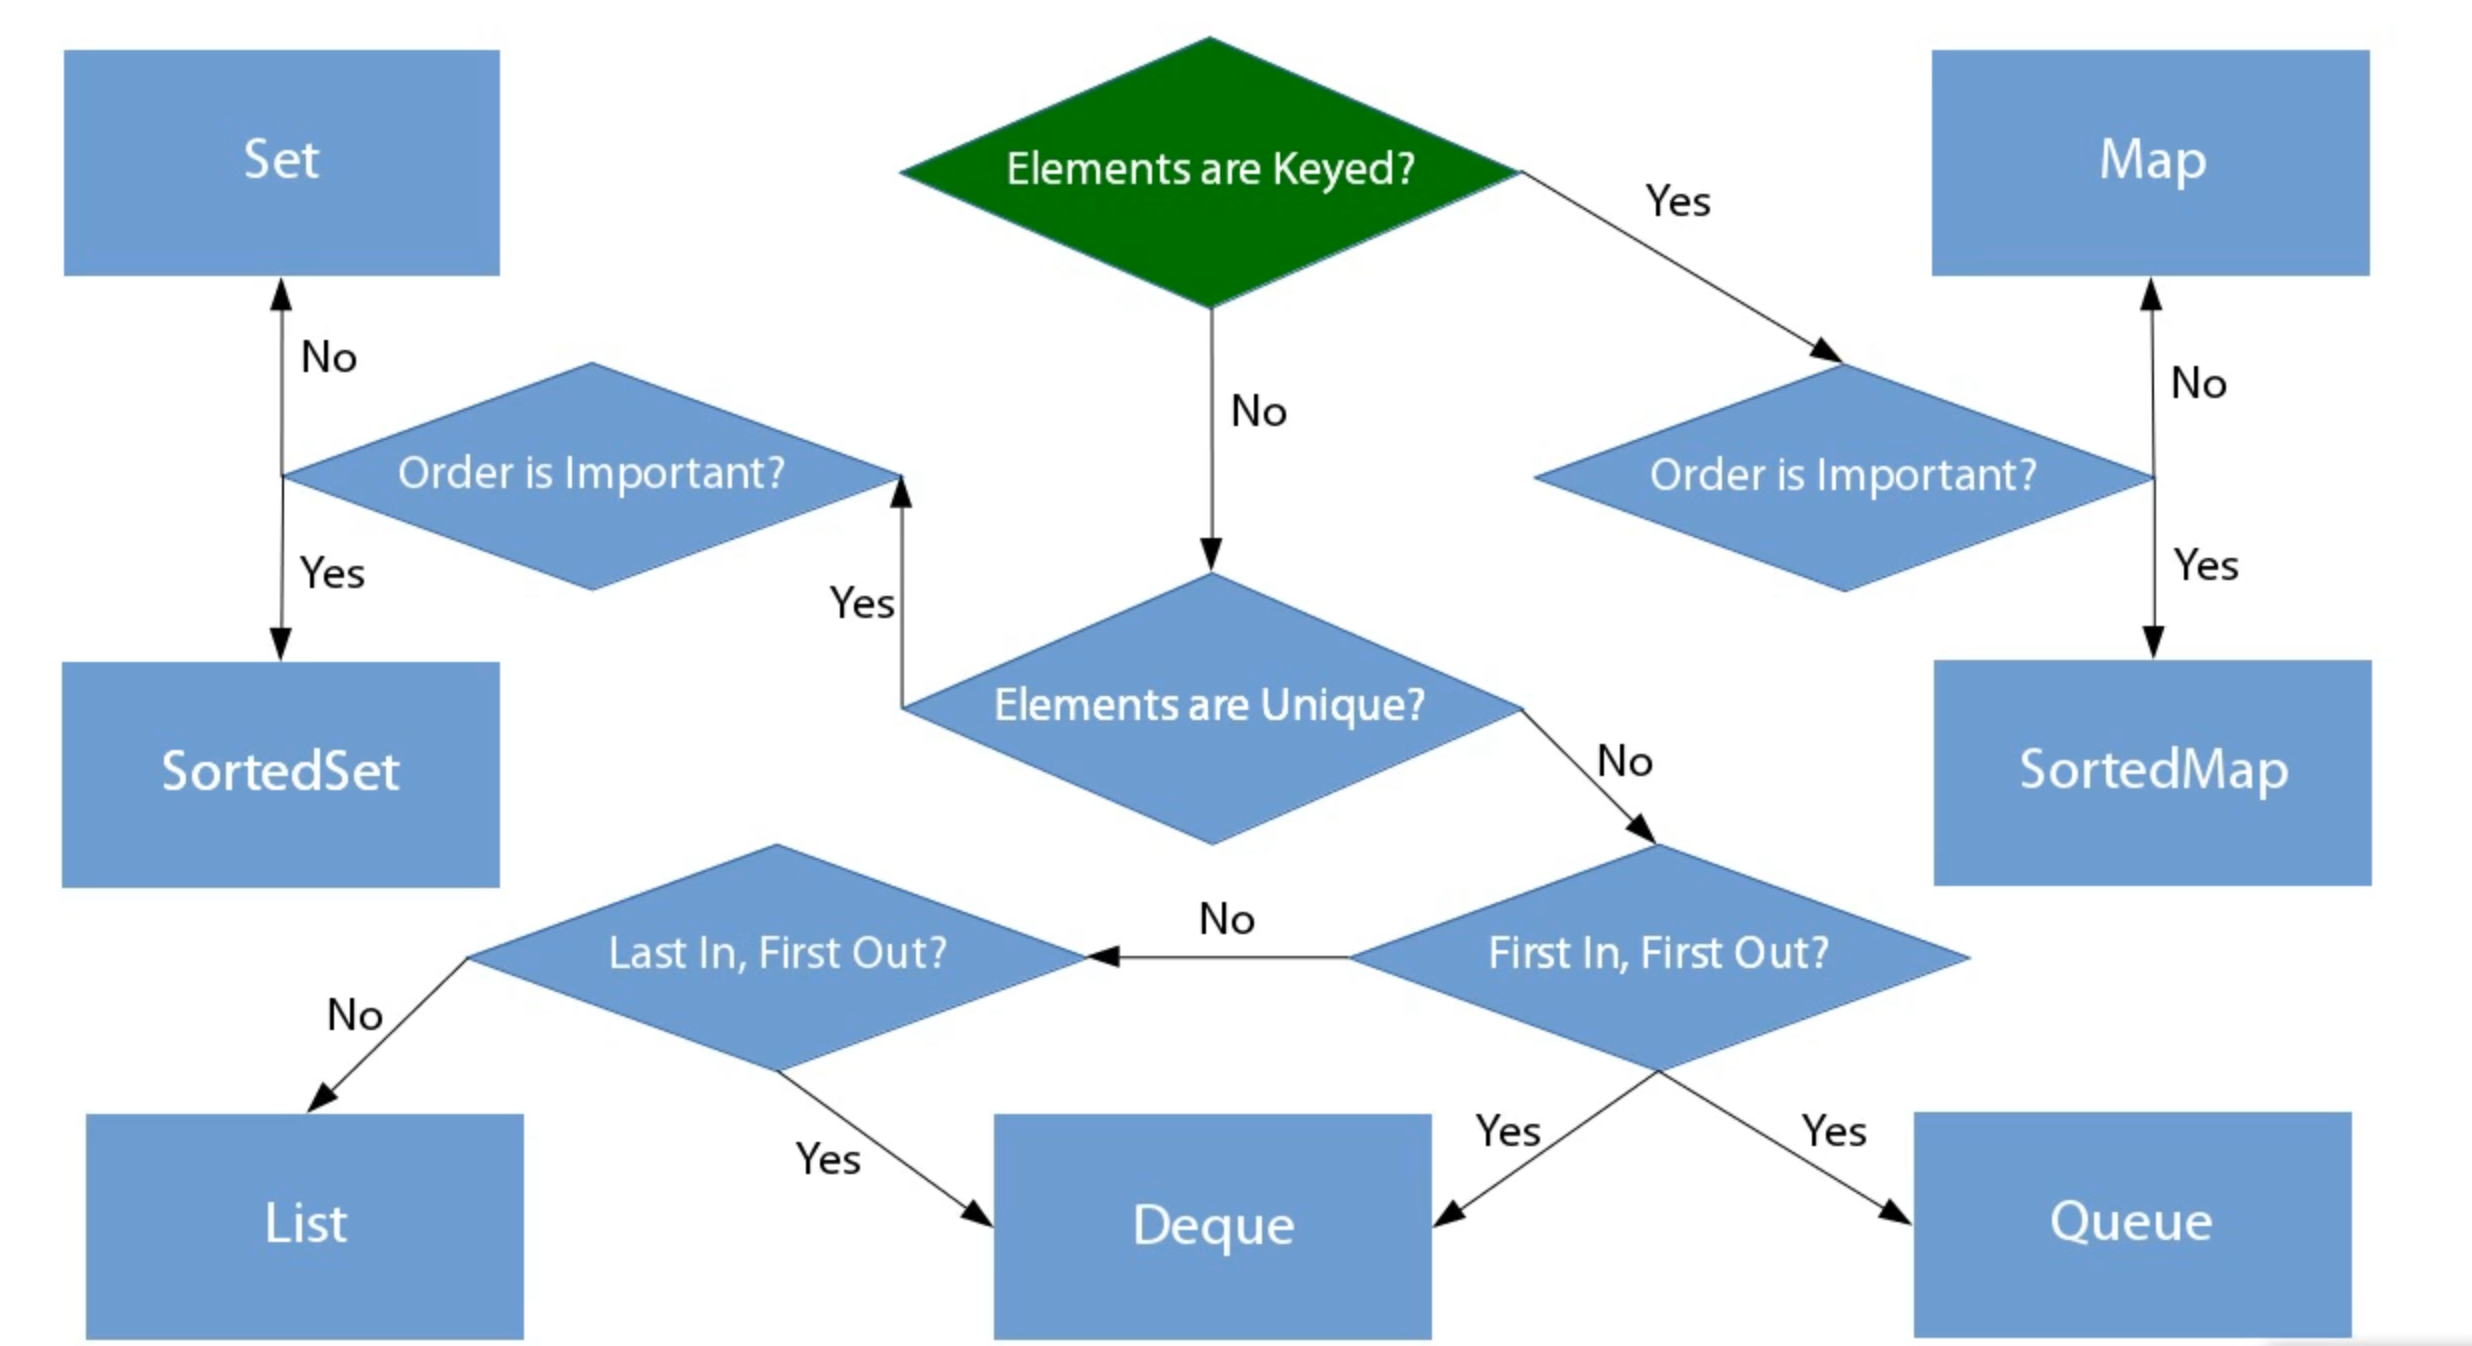 Set
Elements are Keyed?
Map
Yes
No
No
No
Order is Important?
Order is Important?
Yes
Yes
Yes
Elements are Unique?
No
SortedSet
SortedMap
No
Last In, First Out?
First In, First Out?
No
Yes
Yes
Yes
List
Deque
Queue